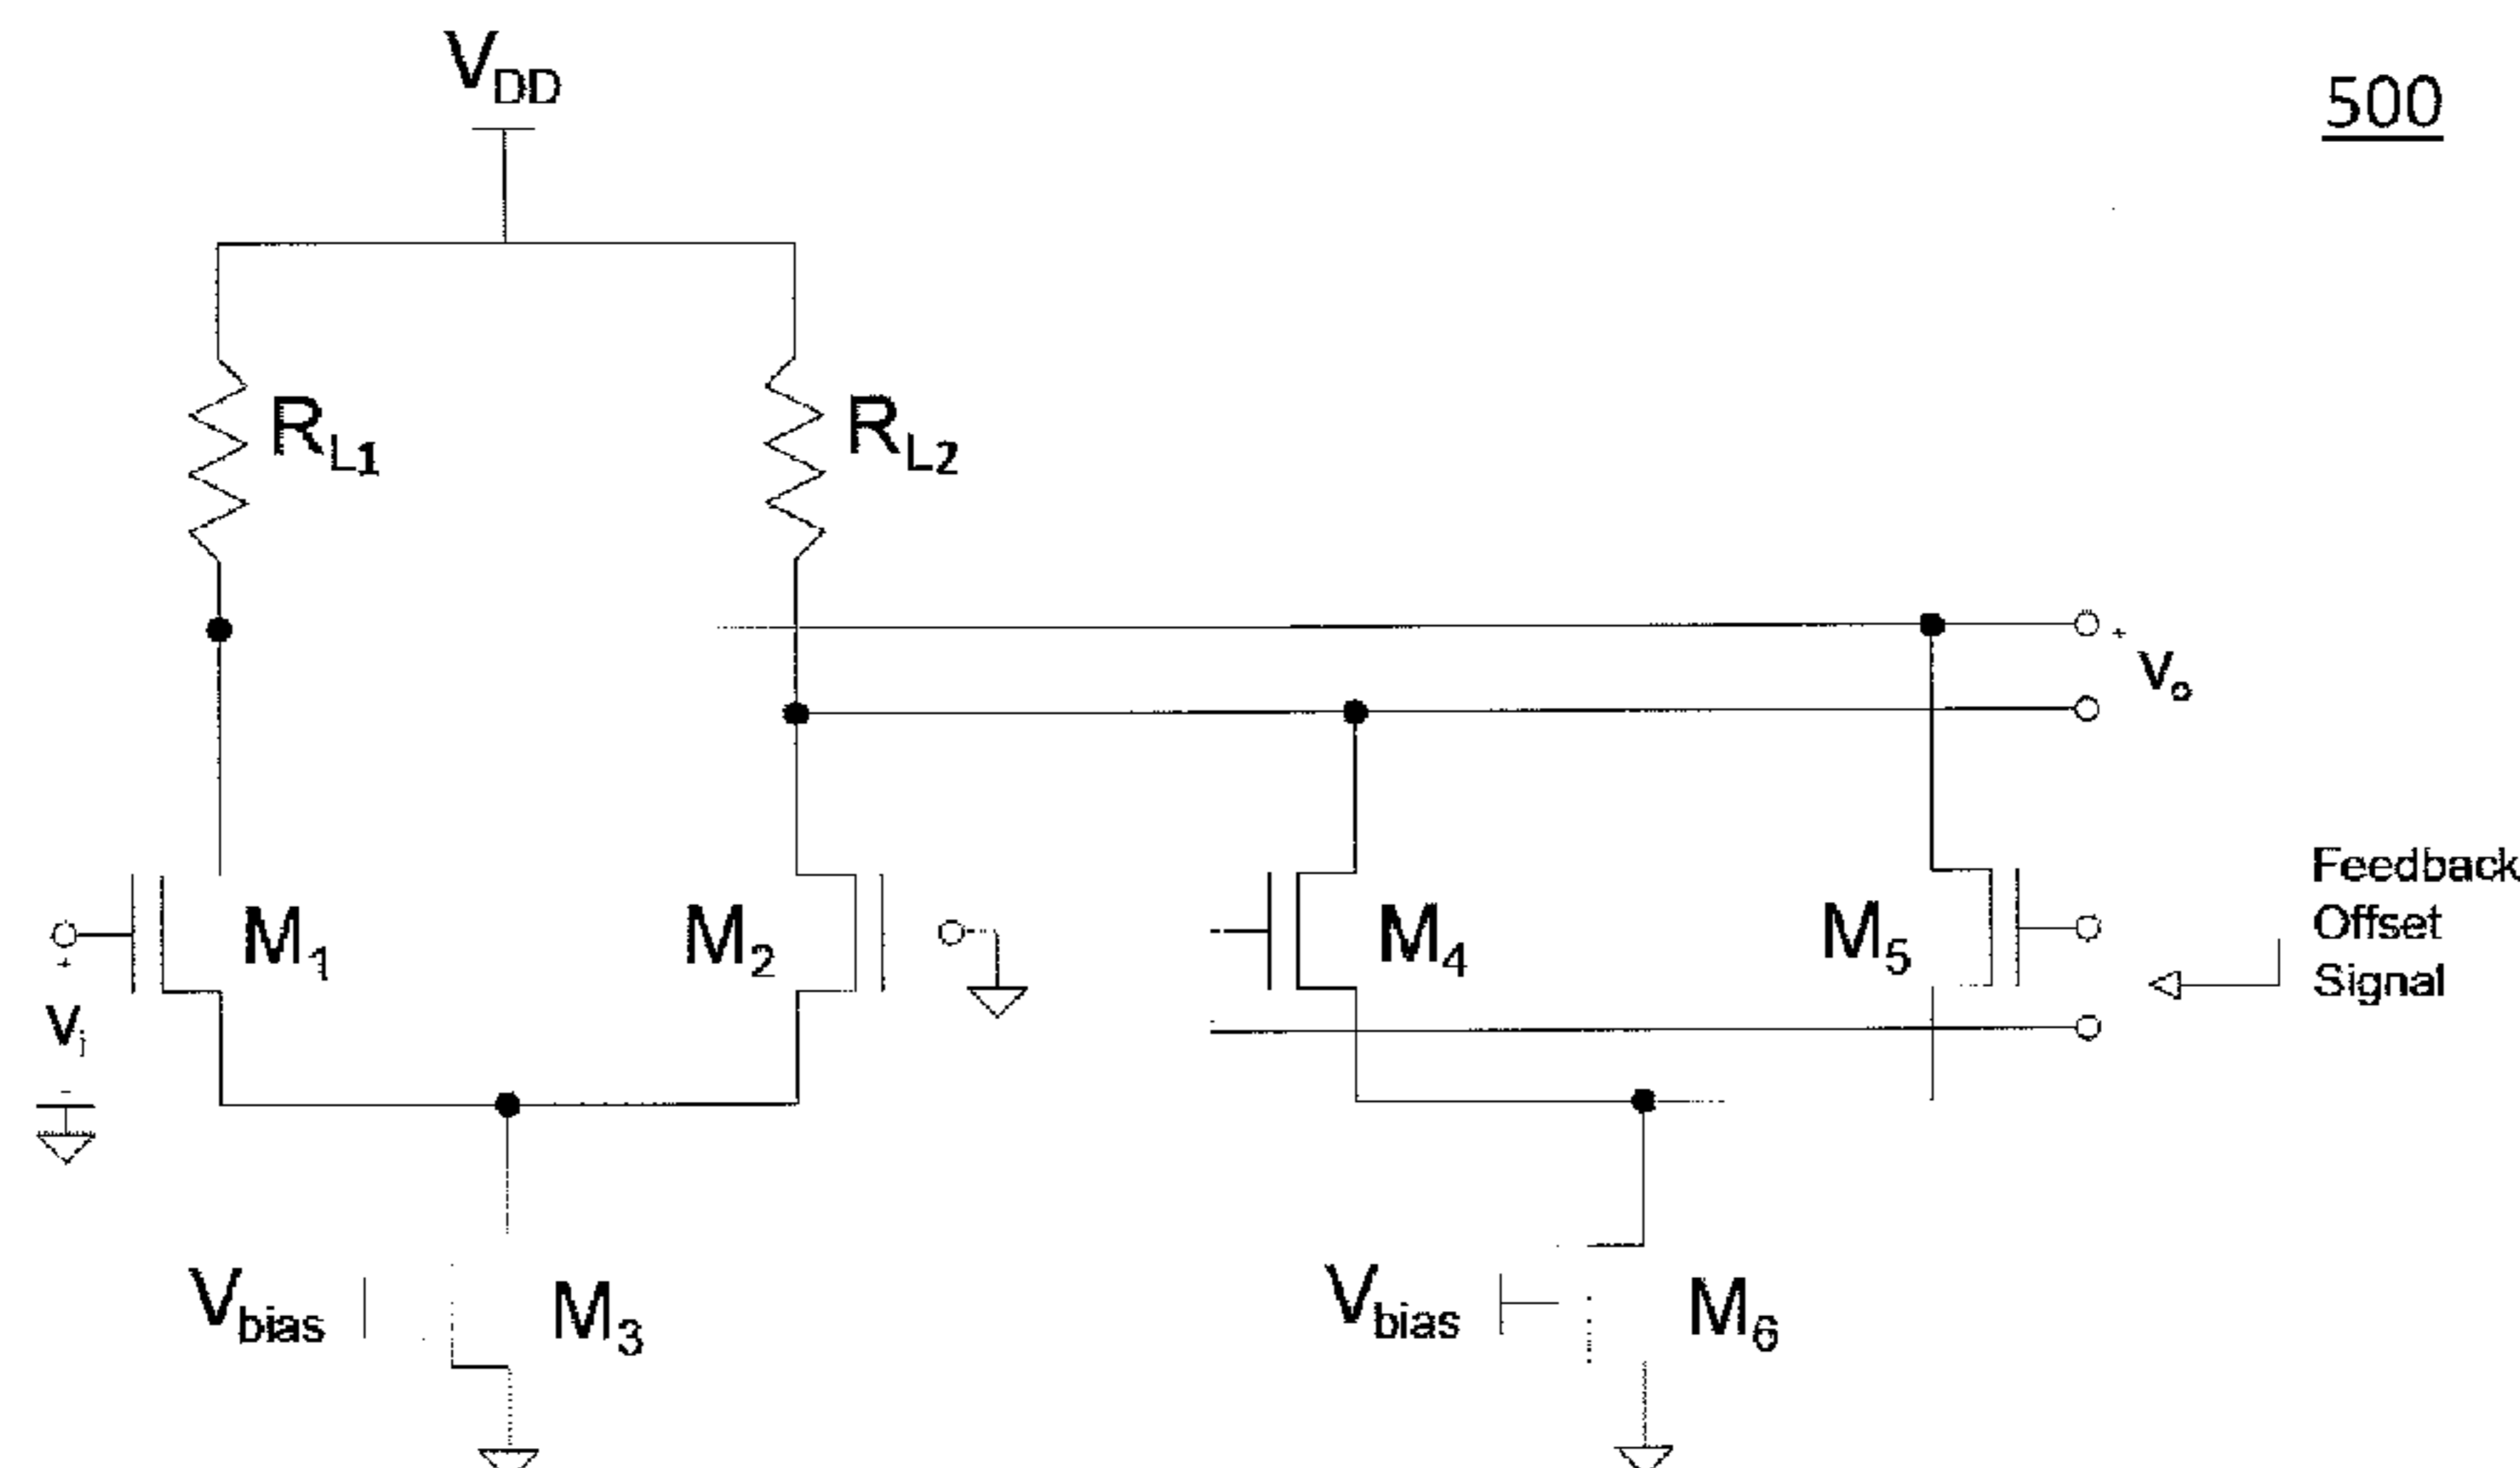 V_DD
500
R_L1
R_L2
+
V_o
M_1
M_2
M_4
M_5
Feedback
Offset
Signal
+
V_i
-
V_bias
M_3
V_bias
M_6